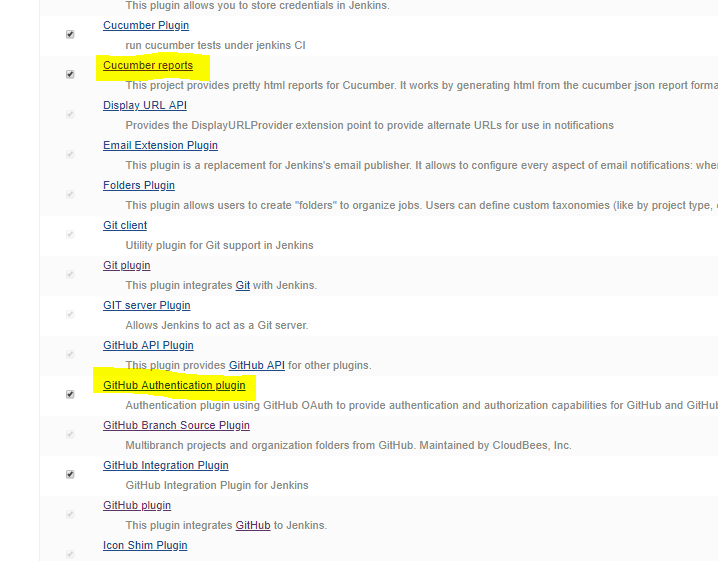 This plugin allows you to store credentials in Jenkins.
Cucumber Plugin
run cucumber tests under jenkins CI
Cucumber reports
This project provides pretty html reports for Cucumber. It works by generating html from the cucumber json report forma
Display URL API
Provides the DisplayURLProvider extension point to provide alternate URLs for use in notifications
Email Extension Plugin
This plugin is a replacement for Jenkins's email publisher. It allows to configure every aspect of email notifications: whe
Folders Plugin
This plugin allows users to create "folders" to organize jobs. Users can define custom taxonomies (like by project type,
Git client
Utility plugin for Git support in Jenkins
Git plugin
This plugin integrates Git with Jenkins.
GIT server Plugin
Allows Jenkins to act as a Git server.
GitHub API Plugin
This plugin provides GitHub API for other plugins.
GitHub Authentication plugin
Authentication plugin using GitHub OAuth to provide authentication and authorization capabilities for GitHub and GitHub
GitHub Branch Source Plugin
Multibranch projects and organization folders from GitHub. Maintained by CloudBees, Inc.
GitHub Integration Plugin
GitHub Integration Plugin for Jenkins
GitHub plugin
This plugin integrates GitHub to Jenkins.
Icon Shim Plugin